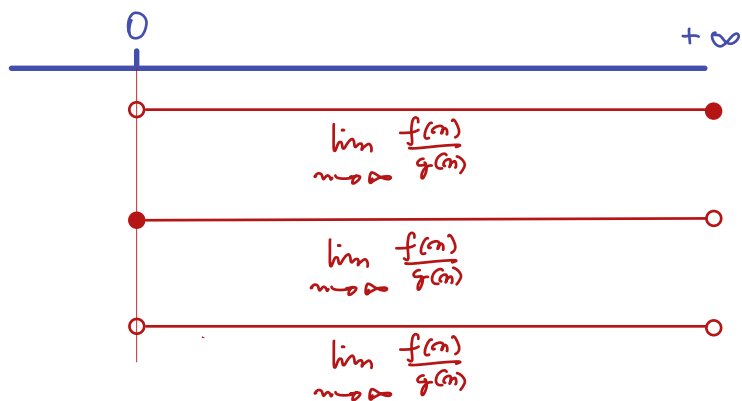 0
+ ∞
lim f(n)
n→∞ g(n)
lim f(n)
n→∞ g(n)
lim f(n)
n→∞ g(n)